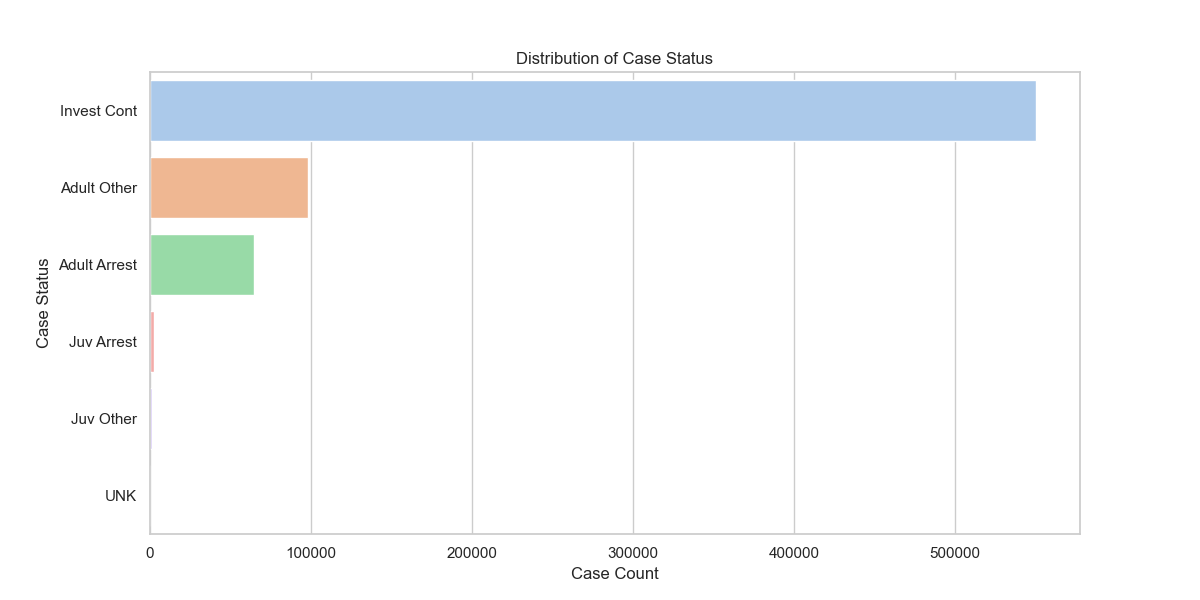 Distribution of Case Status
Case Status
Invest Cont
Adult Other
Adult Arrest
Juv Arrest
Juv Other
UNK
0 100000 200000 300000 400000 500000
Case Count